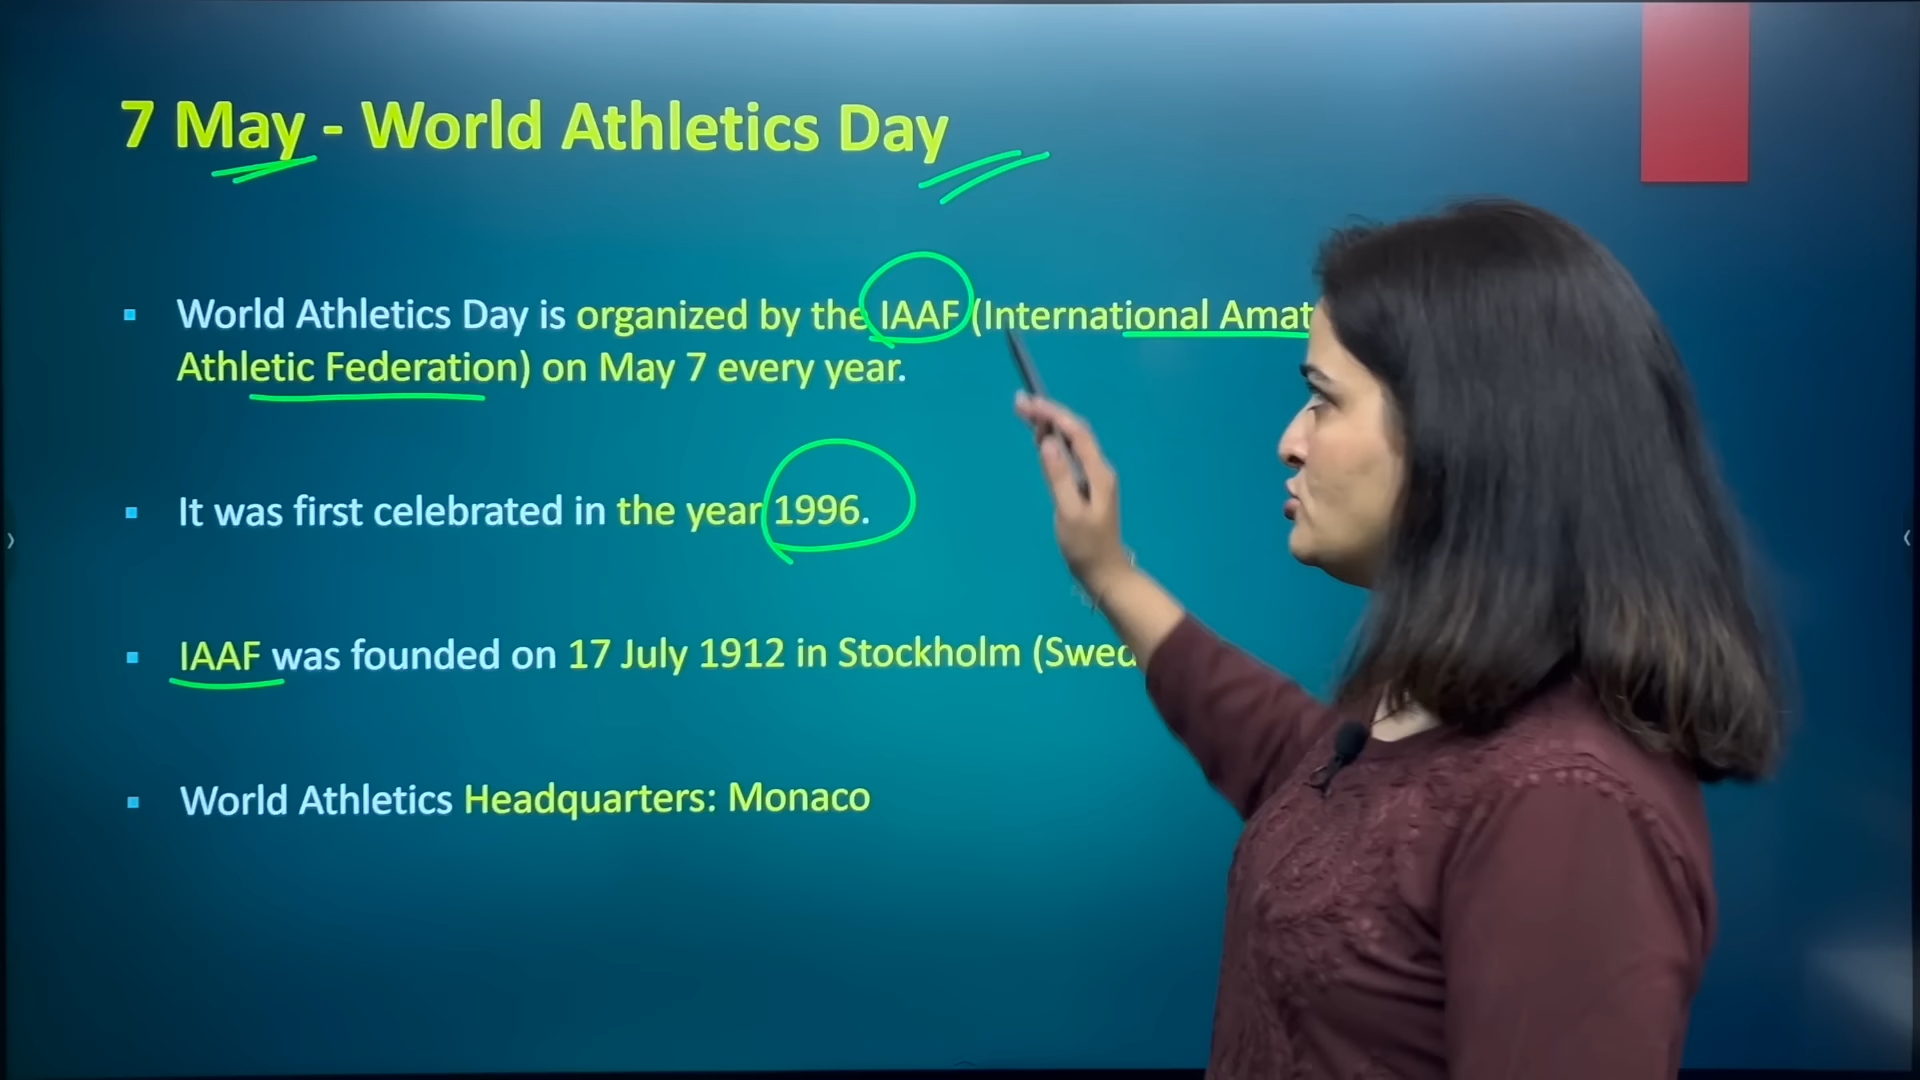 7 May - World Athletics Day
World Athletics Day is organized by the IAAF (International Amat
Athletic Federation) on May 7 every year.
It was first celebrated in the year 1996.
IAAF was founded on 17 July 1912 in Stockholm (Swed
World Athletics Headquarters: Monaco